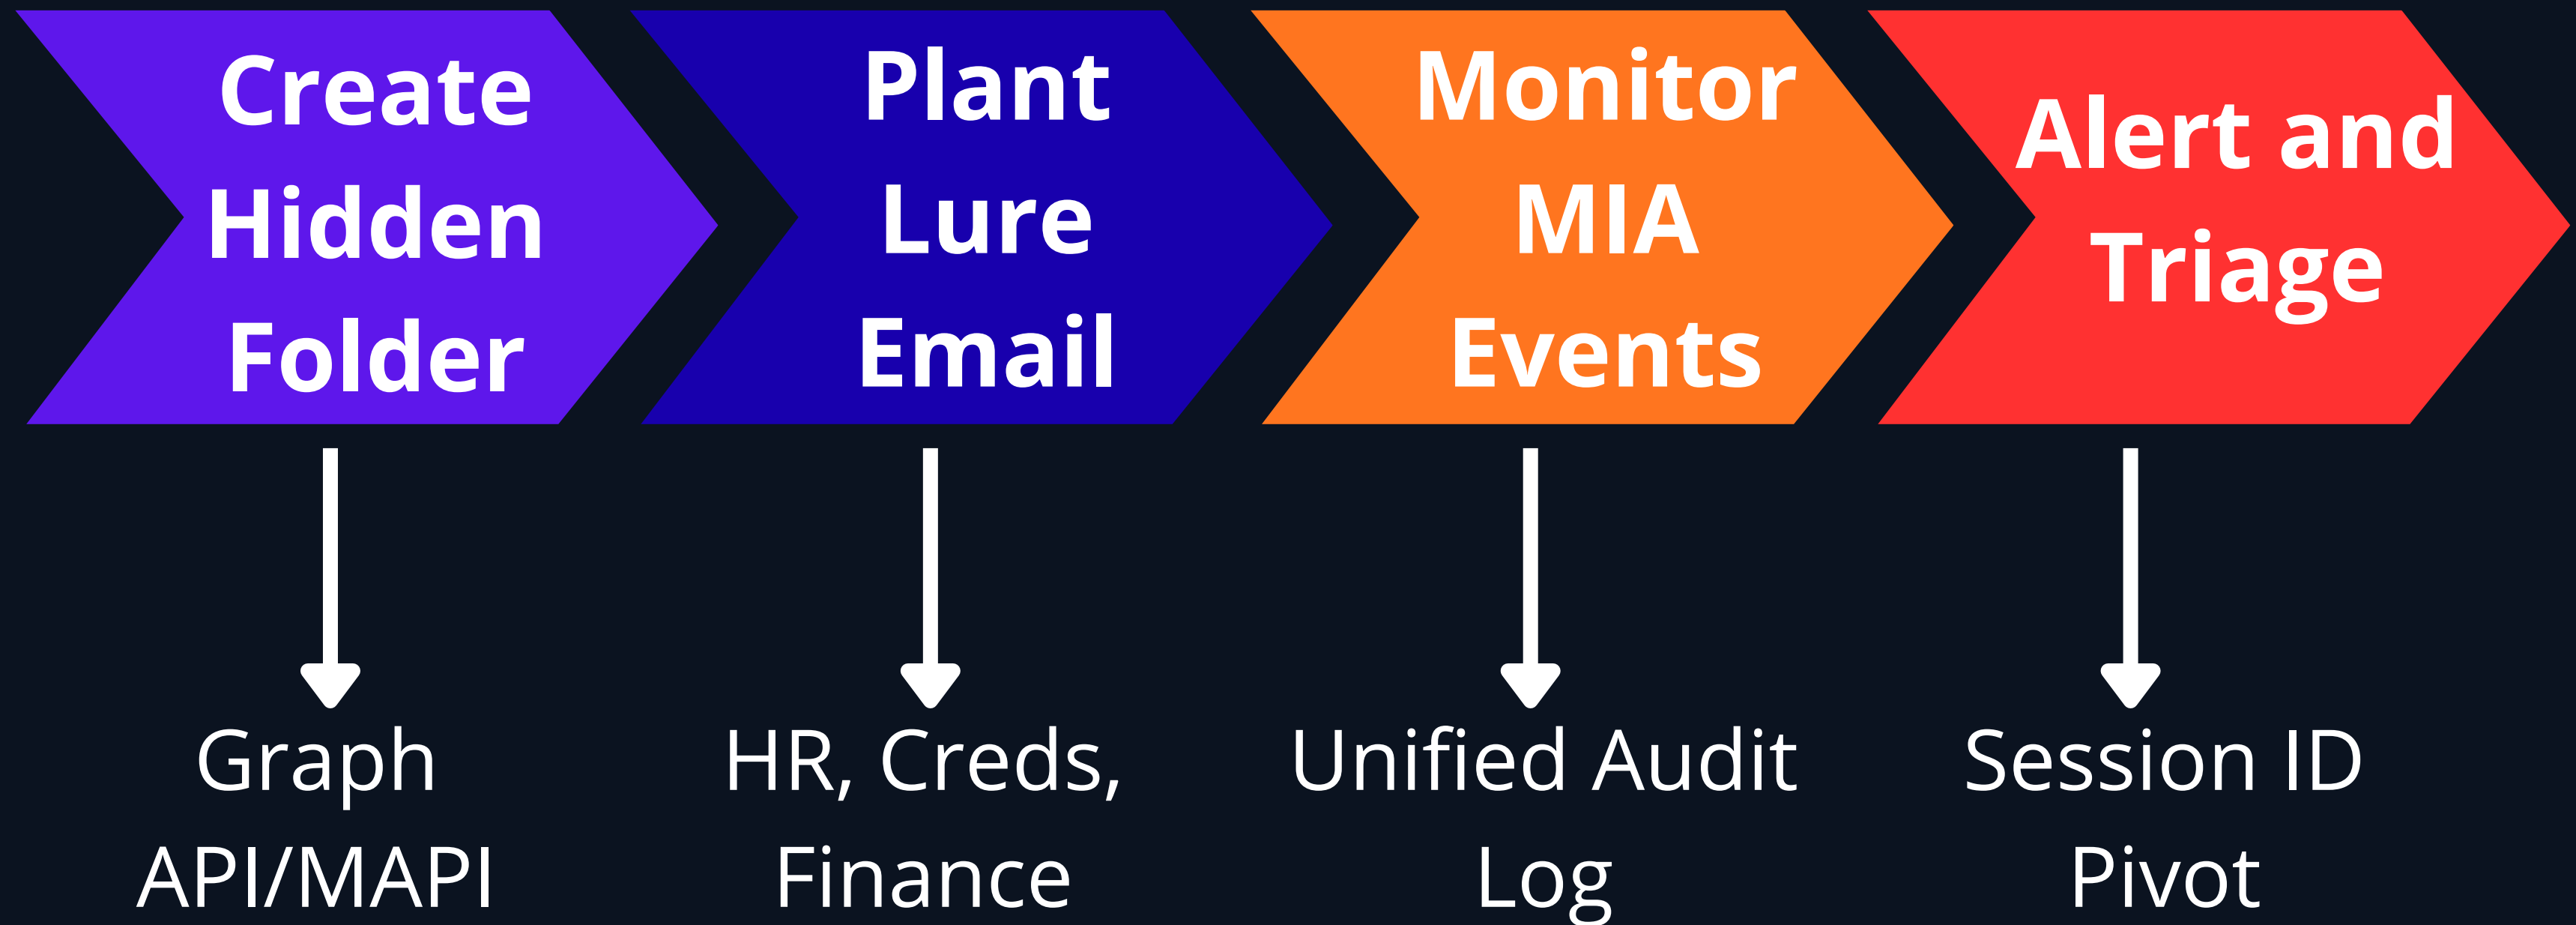 Create
Hidden
Folder
Plant
Lure
Email
Monitor
MIA
Events
Alert and
Triage
Graph
API/MAPI
HR, Creds,
Finance
Unified Audit
Log
Session ID
Pivot